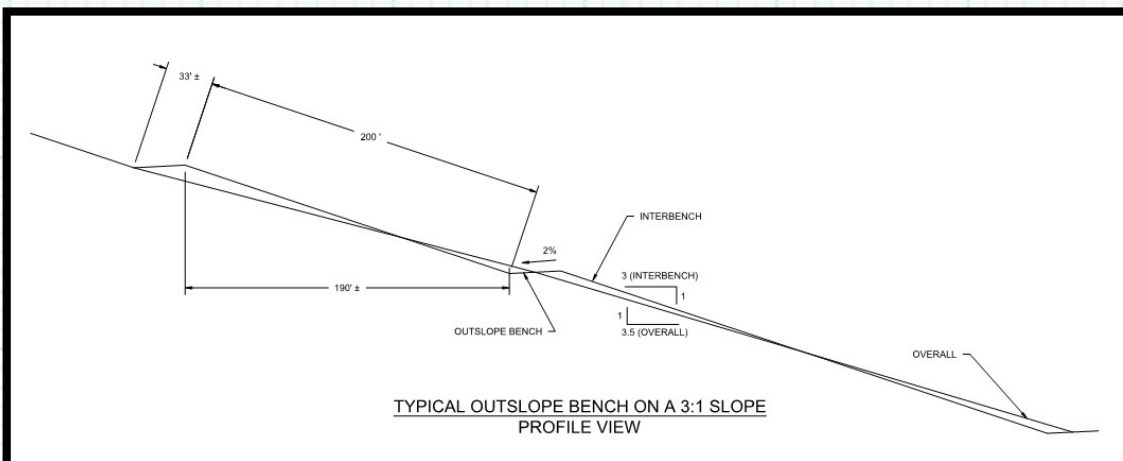 33' ±
200 '
INTERBENCH
2%
3 (INTERBENCH)
1
190' ±
1
3.5 (OVERALL)
OUTSLOPE BENCH
OVERALL
TYPICAL OUTSLOPE BENCH ON A 3:1 SLOPE
PROFILE VIEW